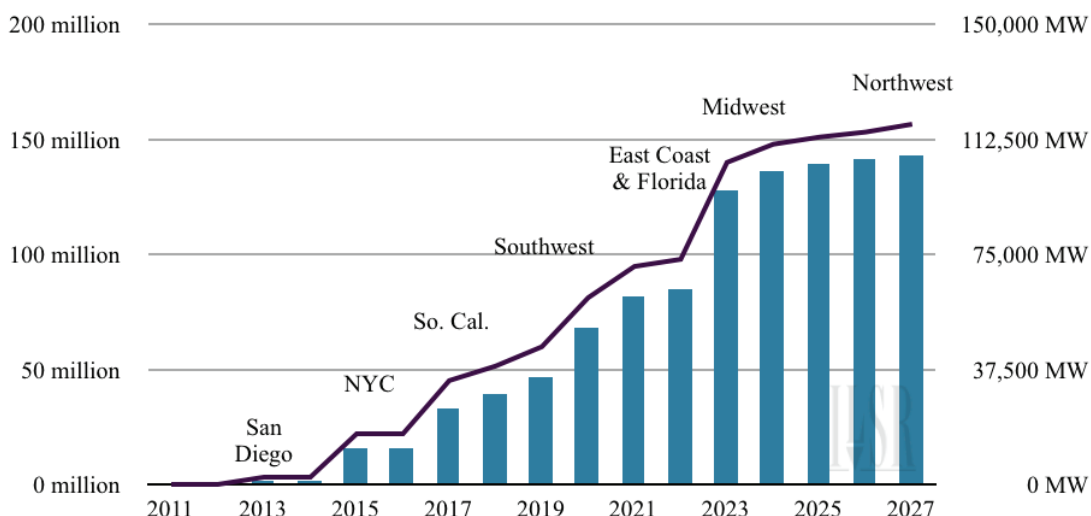 200 million
150,000 MW
Northwest
Midwest
150 million
112,500 MW
East Coast
& Florida
Southwest
100 million
75,000 MW
So. Cal.
NYC
50 million
37,500 MW
San
Diego
ILSR
0 million
0 MW
2011 2013 2015 2017 2019 2021 2023 2025 2027